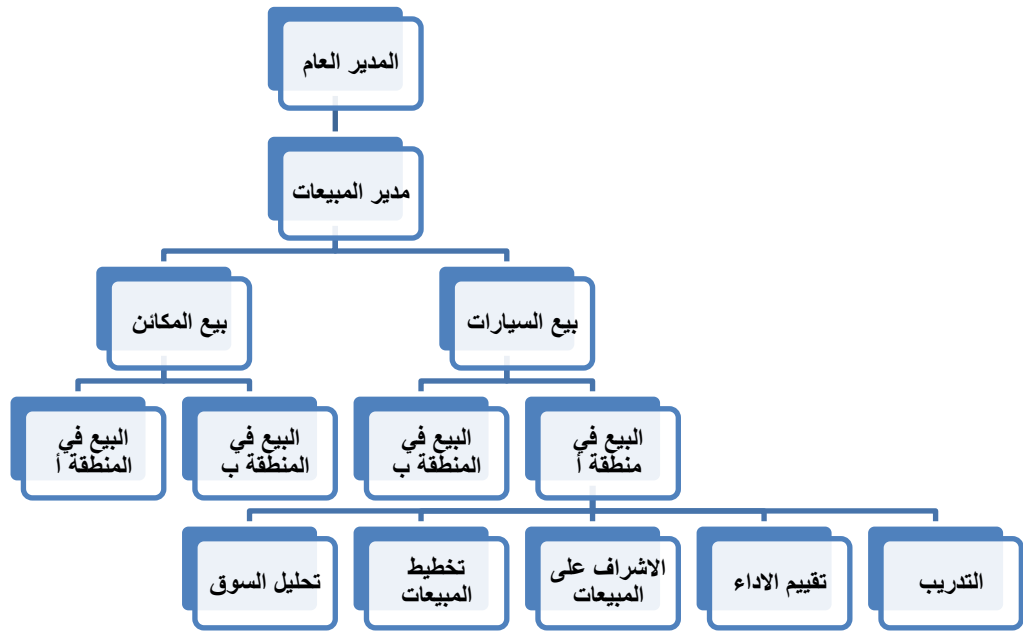 المدير العام
مدير المبيعات
بيع السيارات
بيع المكائن
البيع في
منطقة أ
البيع في
المنطقة ب
البيع في
المنطقة ب
البيع في
المنطقة أ
التدريب
تقييم الاداء
الاشراف على
المبيعات
تخطيط
المبيعات
تحليل السوق